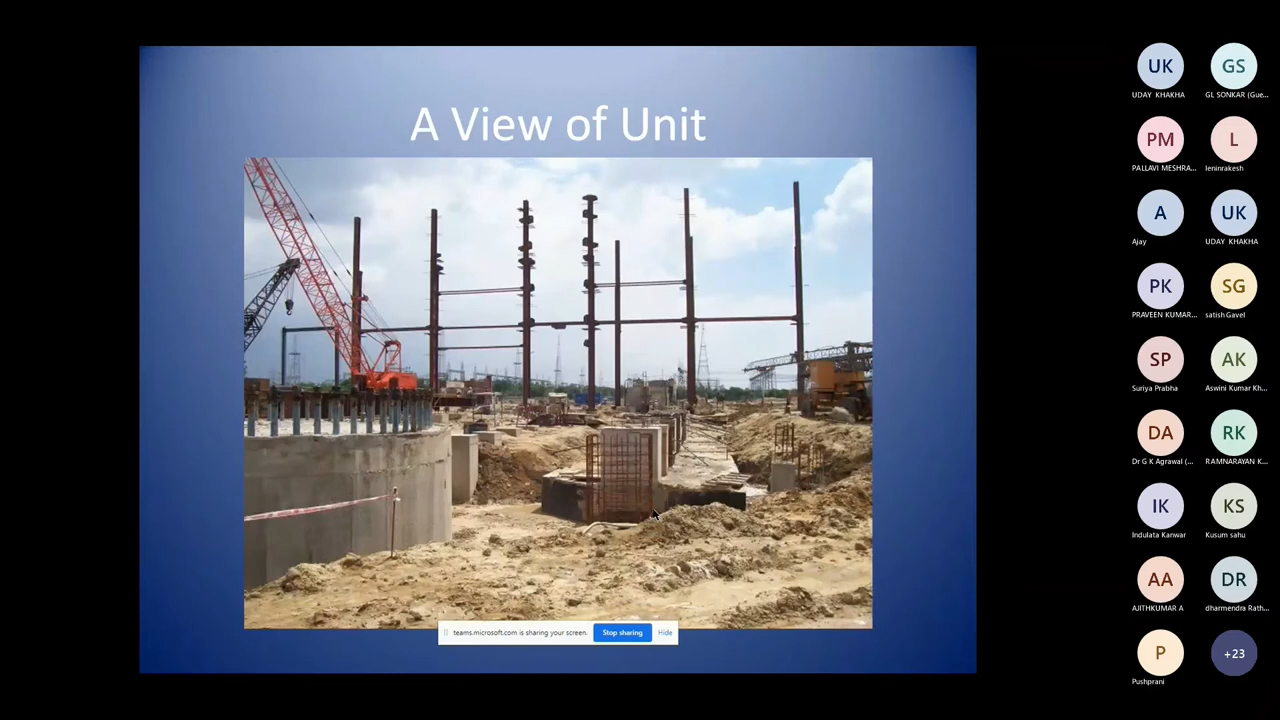 A View of Unit
teams.microsoft.com is sharing your screen.
Stop sharing
Hide
UK
UDAY KHAKHA
GS
GL SONKAR (Gue...
PM
PALLAVI MESHRA...
L
leninrakesh
A
Ajay
UK
UDAY KHAKHA
PK
PRAVEEN KUMAR...
SG
satish Gavel
SP
Suriya Prabha
AK
Aswini Kumar Kh...
DA
Dr G K Agrawal (...
RK
RAMNARAYAN K...
IK
Indulata Kanwar
KS
Kusum sahu
AA
AJITHKUMAR A
DR
dharmendra Rath...
P
Pushprani
+23